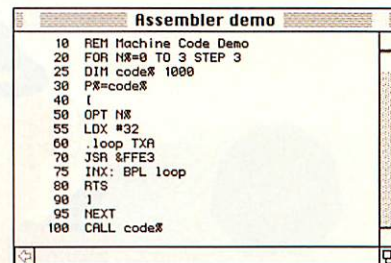 Assembler demo
10 REM Machine Code Demo
20 FOR N%=0 TO 3 STEP 3
25 DIM code% 1000
30 P%=code%
40 [
50 OPT N%
55 LDX #32
60 .loop TXA
70 JSR &FFE3
75 INX: BPL loop
80 RTS
90 ]
95 NEXT
100 CALL code%